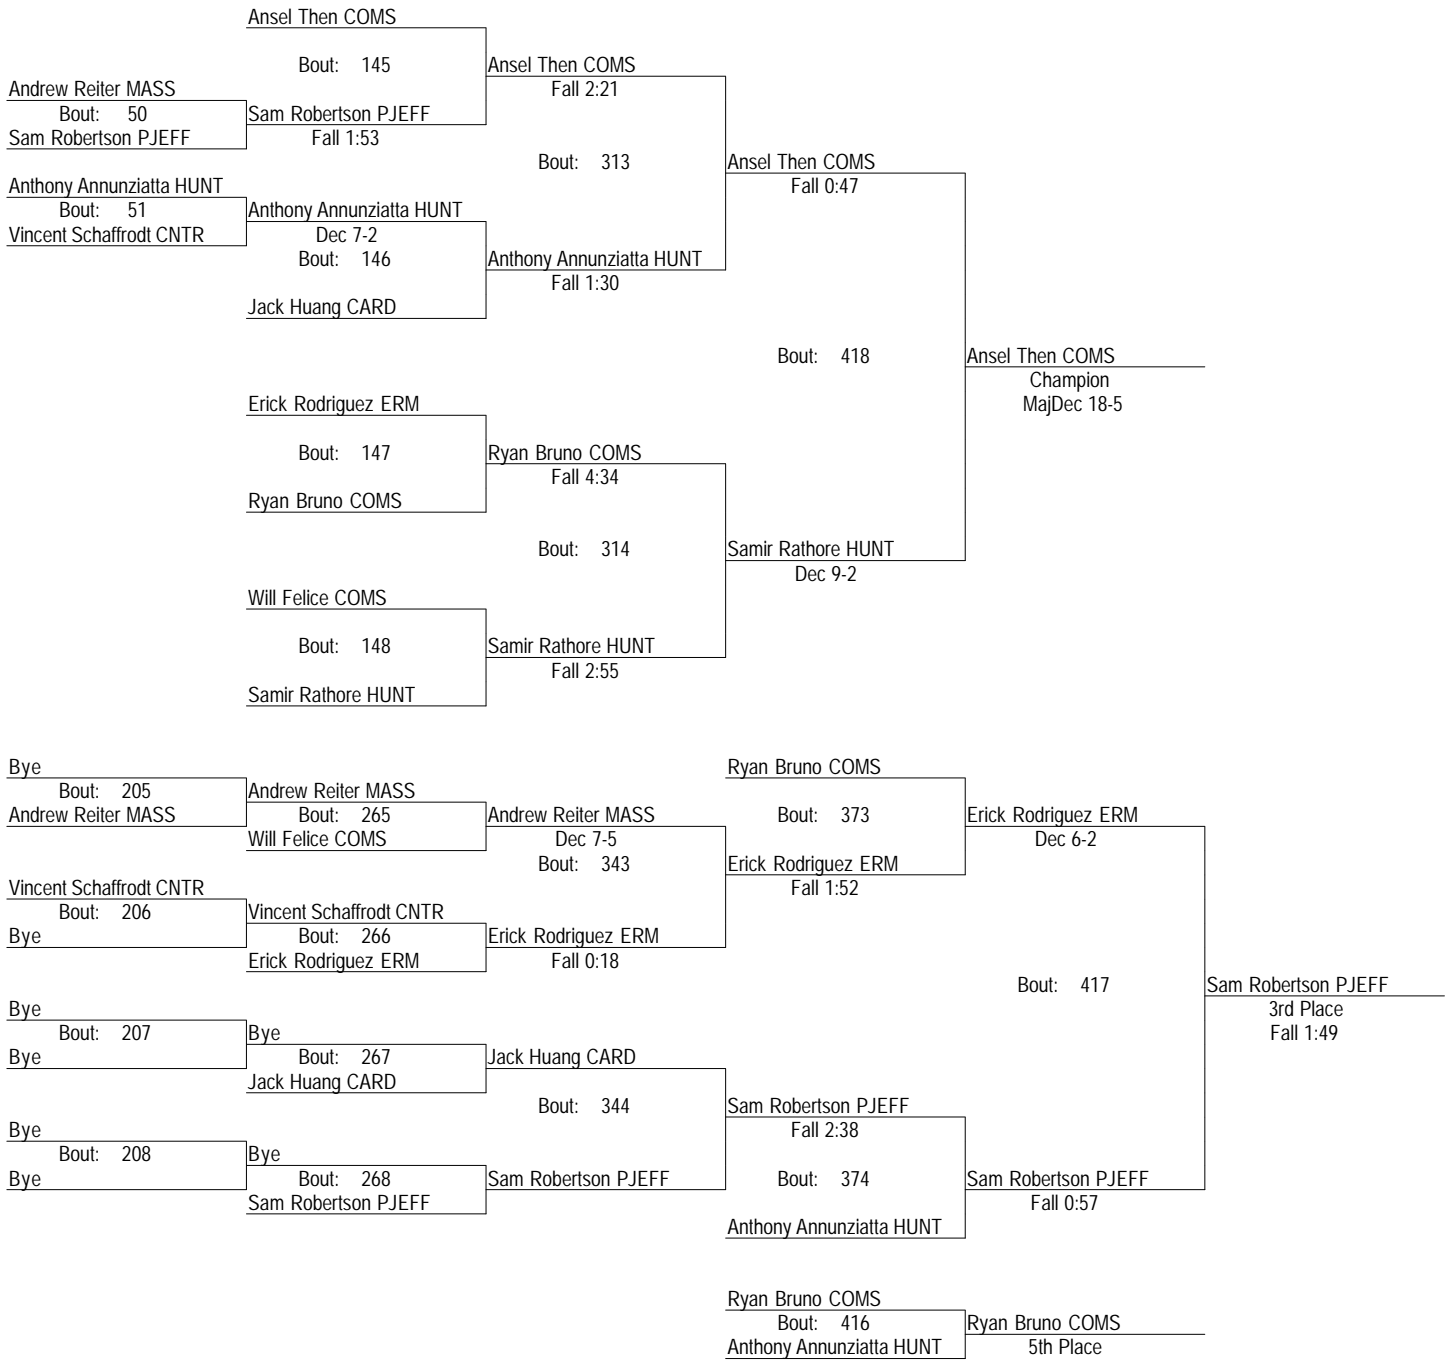 Ansel Then COMS
Bout: 145
Ansel Then COMS
Fall 2:21
Andrew Reiter MASS
Bout: 50
Sam Robertson PJEFF
Sam Robertson PJEFF
Fall 1:53
Bout: 313
Ansel Then COMS
Fall 0:47
Anthony Annunziatta HUNT
Bout: 51
Vincent Schaffrodt CNTR
Anthony Annunziatta HUNT
Dec 7-2
Bout: 146
Anthony Annunziatta HUNT
Fall 1:30
Jack Huang CARD
Bout: 418
Ansel Then COMS
Champion
MajDec 18-5
Erick Rodriguez ERM
Bout: 147
Ryan Bruno COMS
Fall 4:34
Ryan Bruno COMS
Bout: 314
Samir Rathore HUNT
Dec 9-2
Will Felice COMS
Bout: 148
Samir Rathore HUNT
Fall 2:55
Samir Rathore HUNT
Bye
Bout: 205
Andrew Reiter MASS
Andrew Reiter MASS
Bout: 265
Will Felice COMS
Andrew Reiter MASS
Dec 7-5
Bout: 343
Ryan Bruno COMS
Bout: 373
Erick Rodriguez ERM
Fall 1:52
Erick Rodriguez ERM
Dec 6-2
Vincent Schaffrodt CNTR
Bout: 206
Bye
Vincent Schaffrodt CNTR
Bout: 266
Erick Rodriguez ERM
Erick Rodriguez ERM
Fall 0:18
Bout: 417
Sam Robertson PJEFF
3rd Place
Fall 1:49
Bye
Bout: 207
Bye
Bye
Bout: 267
Jack Huang CARD
Jack Huang CARD
Bout: 344
Sam Robertson PJEFF
Fall 2:38
Bye
Bout: 208
Bye
Bye
Bout: 268
Sam Robertson PJEFF
Sam Robertson PJEFF
Bout: 374
Anthony Annunziatta HUNT
Sam Robertson PJEFF
Fall 0:57
Ryan Bruno COMS
Bout: 416
Anthony Annunziatta HUNT
Ryan Bruno COMS
5th Place